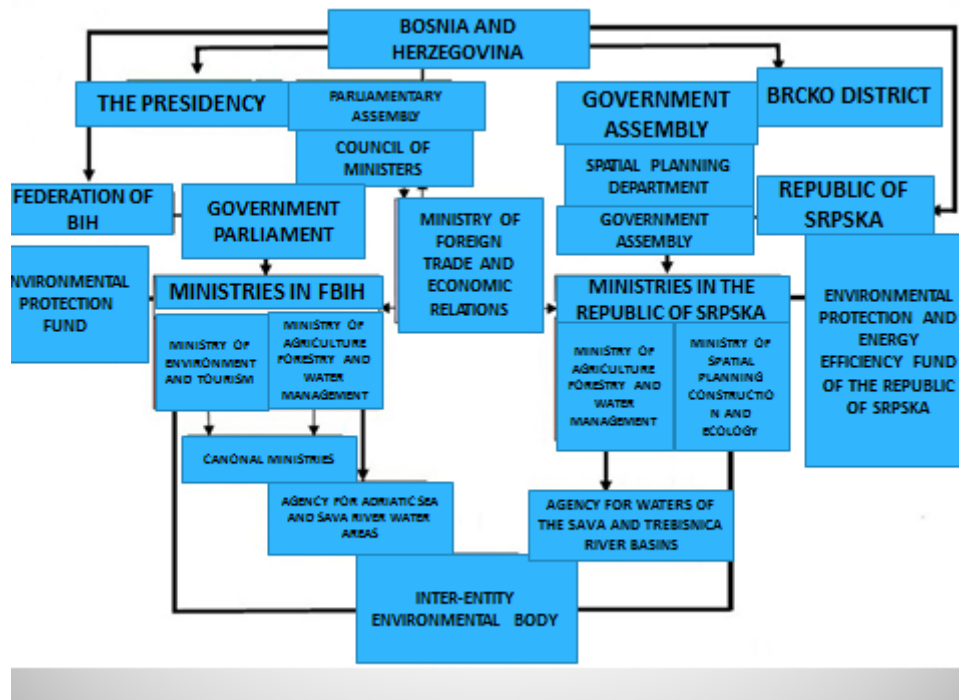 BOSNIA AND
HERZEGOVINA
THE PRESIDENCY
PARLIAMENTARY
ASSEMBLY
GOVERNMENT
ASSEMBLY
BRCKO DISTRICT
COUNCIL OF
MINISTERS
SPATIAL PLANNING
DEPARTMENT
FEDERATION OF
BIH
GOVERNMENT
PARLIAMENT
MINISTRY OF
FOREIGN
TRADE AND
ECONOMIC
RELATIONS
GOVERNMENT
ASSEMBLY
REPUBLIC OF
SRPSKA
NVIRONMENTAL
PROTECTION
FUND
MINISTRIES IN FBIH
MINISTRIES IN THE
REPUBLIC OF SRPSKA
ENVIRONMENTAL
PROTECTION AND
ENERGY
EFFICIENCY FUND
OF THE REPUBLIC
OF SRPSKA
MINISTRY OF
ENVIRONMENT
AND TOURISM
MINISTRY OF
AGRICULTURE
FORESTRY AND
WATER
MANAGEMENT
MINISTRY OF
AGRICULTURE
FORESTRY AND
WATER
MANAGEMENT
MINISTRY OF
SPATIAL
PLANNING
CONSTRUCTIO
N AND
ECOLOGY
CANONAL MINISTRIES
AGENCY FOR ADRIATIC SEA
AND SAVA RIVER WATER
AREAS
AGENCY FOR WATERS OF
THE SAVA AND TREBISNICA
RIVER BASINS
INTER-ENTITY
ENVIRONMENTAL BODY